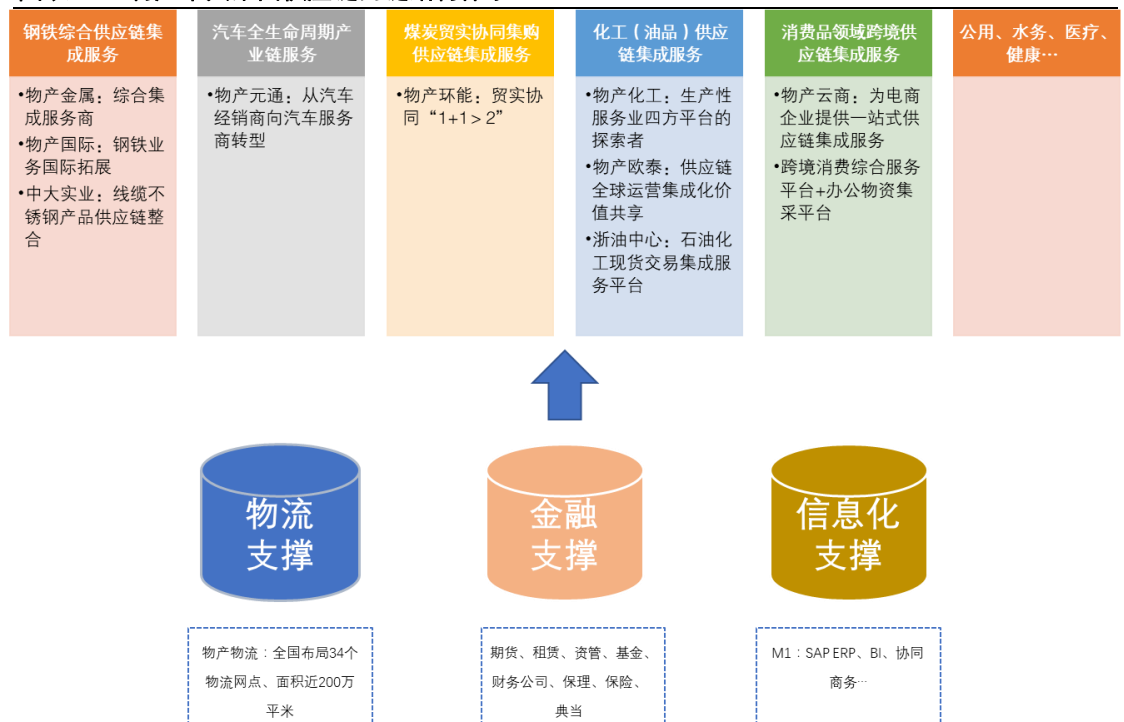 钢铁综合供应链集
成服务
•物产金属：综合集
成服务商
•物产国际：钢铁业
务国际拓展
•中大实业：线缆不
锈钢产品供应链整
合
汽车全生命周期产
业链服务
•物产元通：从汽车
经销商向汽车服务
商转型
煤炭贸实协同集购
供应链集成服务
•物产环能：贸实协
同“1+1＞2”
化工（油品）供应
链集成服务
•物产化工：生产性
服务业四方平台的
探索者
•物产欧泰：供应链
全球运营集成化价
值共享
•浙油中心：石油化
工现货交易集成服
务平台
消费品领域跨境供
应链集成服务
•物产云商：为电商
企业提供一站式供
应链集成服务
•跨境消费综合服务
平台+办公物资集
采平台
公用、水务、医疗、
健康…
物流
支撑
金融
支撑
信息化
支撑
物产物流：全国布局34个
物流网点、面积近200万
平米
期货、租赁、资管、基金、
财务公司、保理、保险、
典当
M1：SAP ERP、BI、协同
商务…